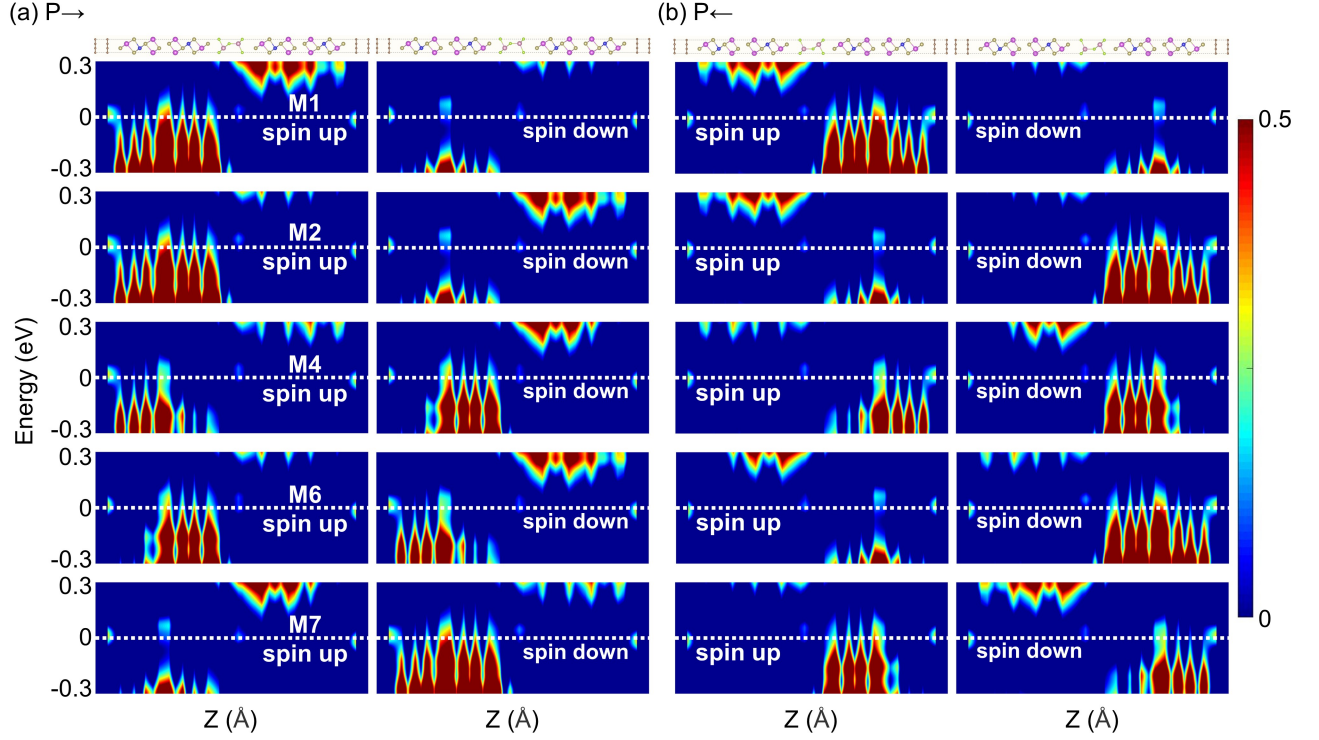 (a) P→
(b) P←
0.3
0
-0.3
M1
spin up
spin down
spin up
spin down
0.5
0.3
0
-0.3
M2
spin up
spin down
spin up
spin down
Energy (eV)
0.3
0
-0.3
M4
spin up
spin down
spin up
spin down
0.3
0
-0.3
M6
spin up
spin down
spin up
spin down
0
0.3
0
-0.3
M7
spin up
spin down
spin up
spin down
Z (Å)
Z (Å)
Z (Å)
Z (Å)